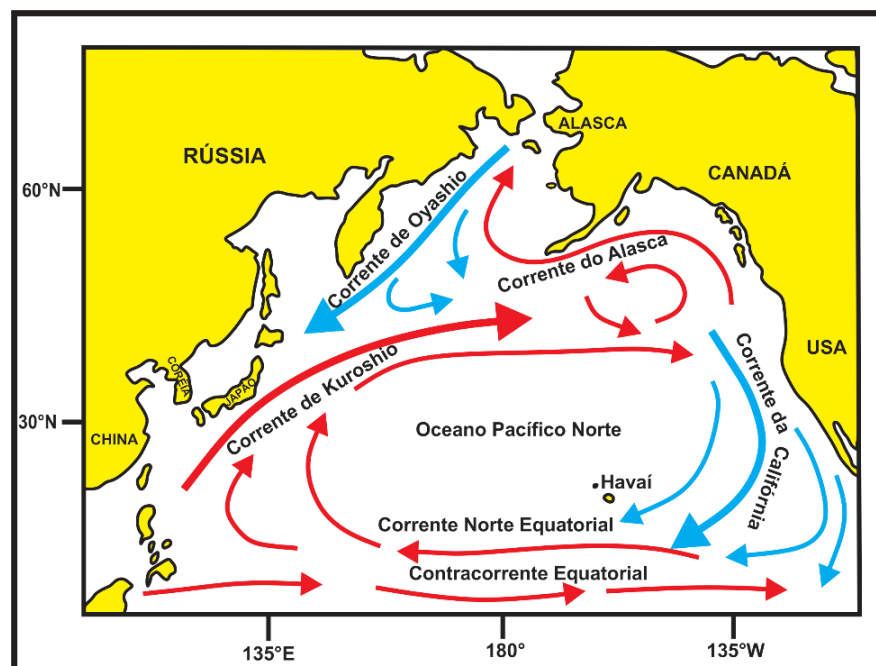 ALASCA
RÚSSIA
CANADÁ
60°N
Corrente de Oyashio
Corrente do Alasca
USA
CORÉIA
JAPÃO
Corrente de Kuroshio
Corrente da Califórnia
30°N
CHINA
Oceano Pacífico Norte
Havaí
Corrente Norte Equatorial
Contracorrente Equatorial
135°E
180°
135°W